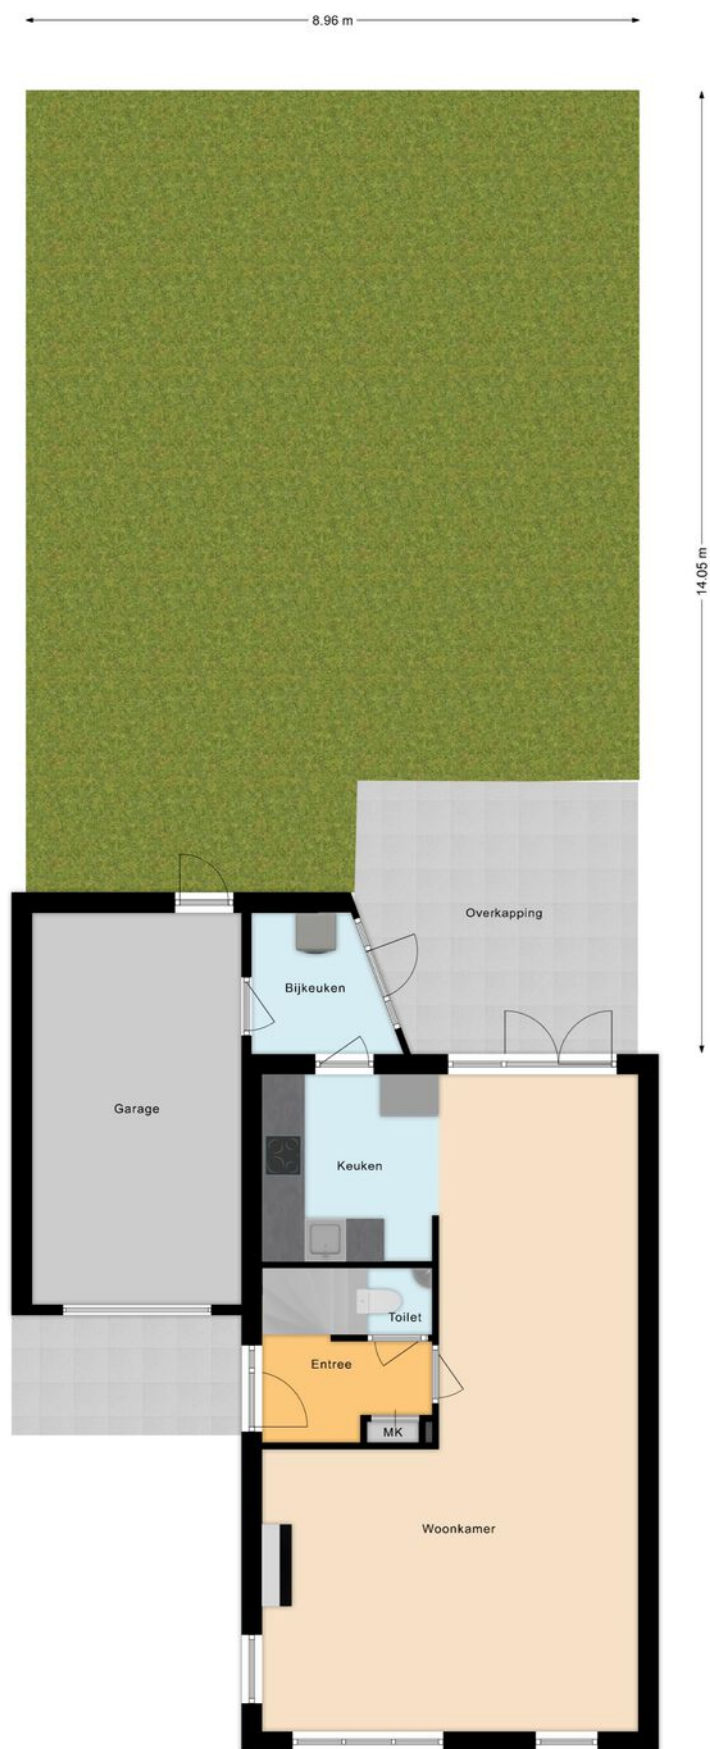 8.96 m
14.05 m
Overkapping
Bijkeuken
Garage
Keuken
Toilet
Entree
MK
Woonkamer